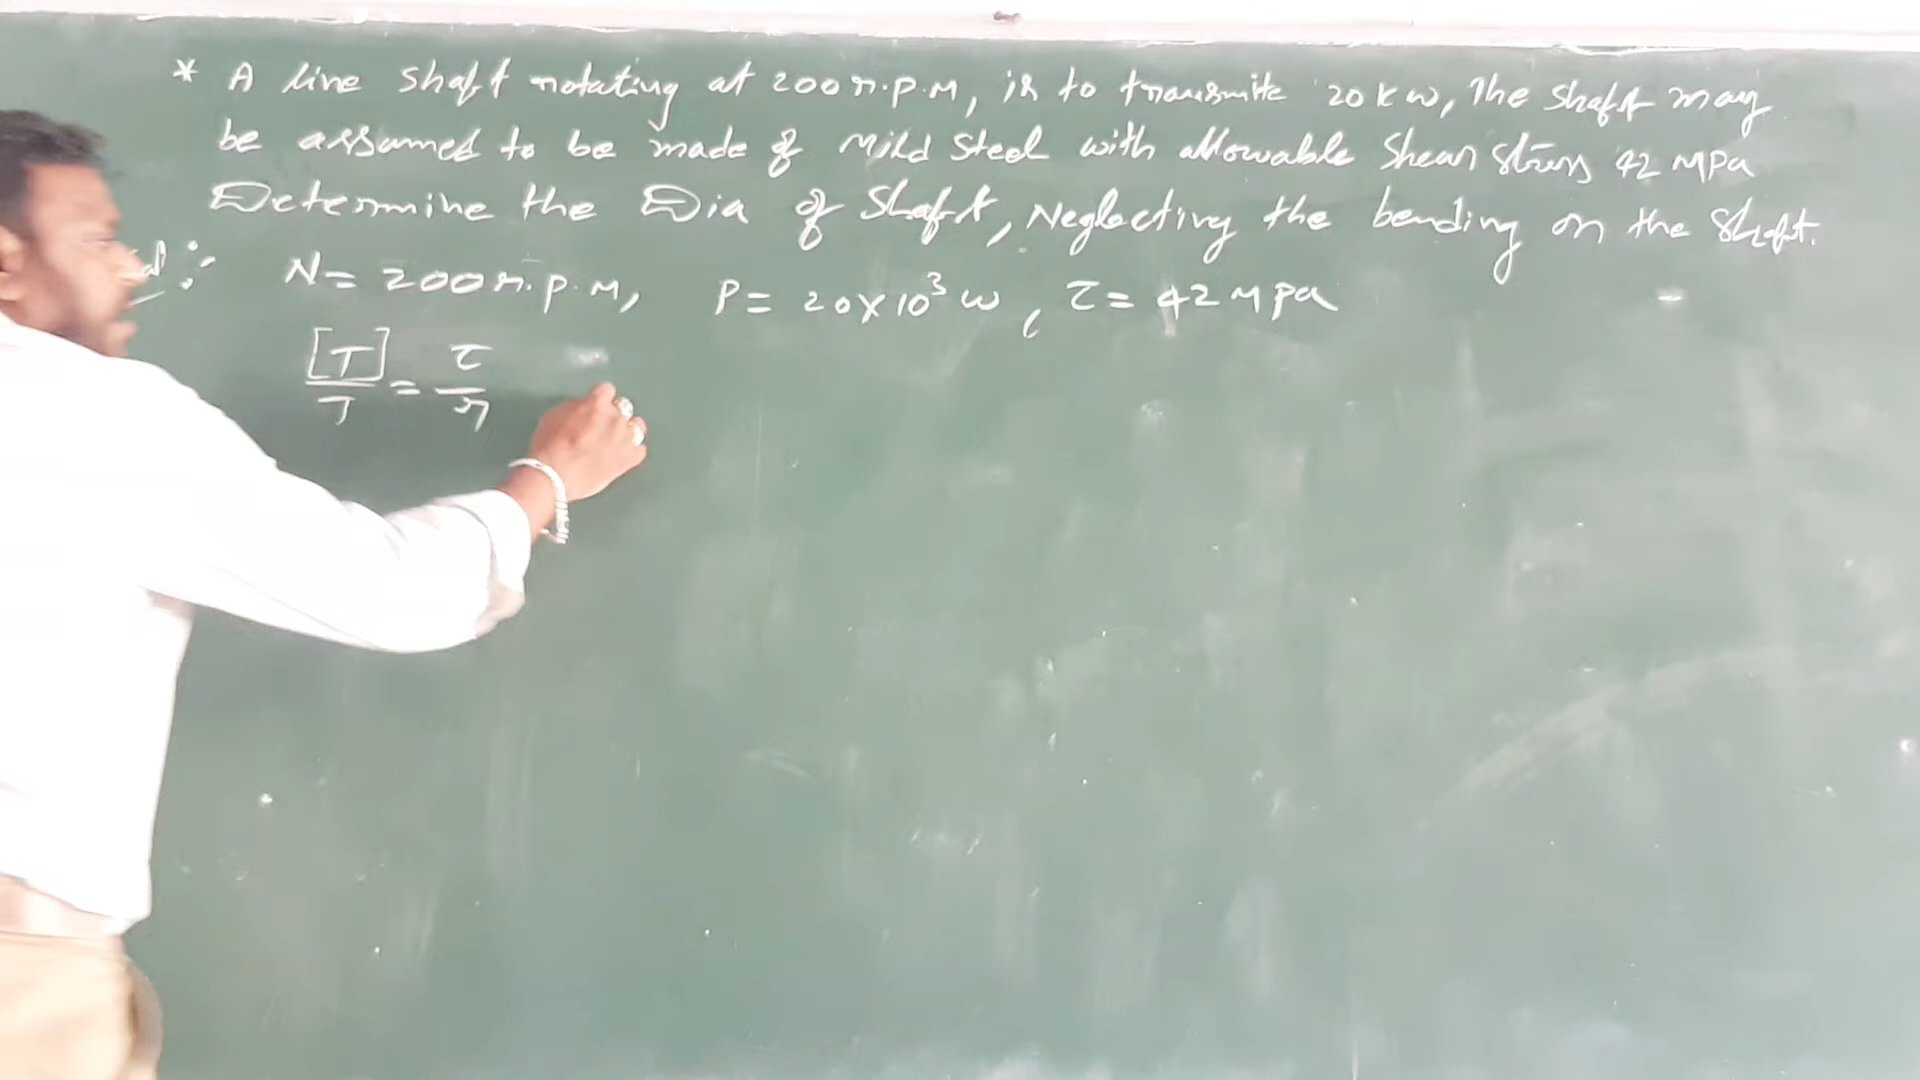 * A line shaft rotating at 200 r.p.M, is to transmite 20 kw, The shaft may
be assumed to be made of Mild Steel with allowable Shear stress 42 MPa
Determine the Dia of Shaft, Neglecting the bending on the Shaft.
N = 200 r.p.M, P = 20 x 10³ w, τ = 42 M pa
[T]/J = τ/r